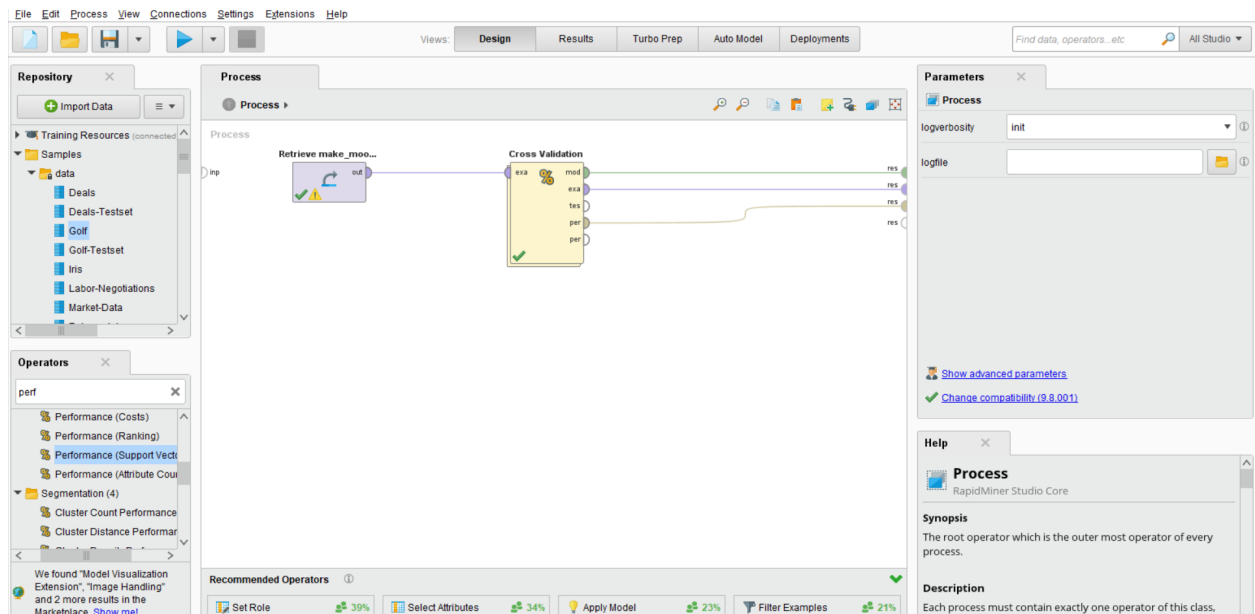 File Edit Process View Connections Settings Extensions Help
Views: Design Results Turbo Prep Auto Model Deployments
Find data, operators...etc
All Studio
Repository
Import Data
Training Resources (connected
Samples
data
Deals
Deals-Testset
Golf
Golf-Testset
Iris
Labor-Negotiations
Market-Data
Operators
perf
Performance (Costs)
Performance (Ranking)
Performance (Support Vecto
Performance (Attribute Coun
Segmentation (4)
Cluster Count Performance
Cluster Distance Performan
We found "Model Visualization
Extension", "Image Handling"
and 2 more results in the
Marketplace. Show me!
Process
Process
Process
inp
Retrieve make_moo...
out
Cross Validation
exa mod
exa
tes
per
per
res
res
res
res
Recommended Operators
Set Role 39%
Select Attributes 34%
Apply Model 23%
Filter Examples 21%
Parameters
Process
logverbosity init
logfile
Show advanced parameters
Change compatibility (9.8.001)
Help
Process
RapidMiner Studio Core
Synopsis
The root operator which is the outer most operator of every
process.
Description
Each process must contain exactly one operator of this class,